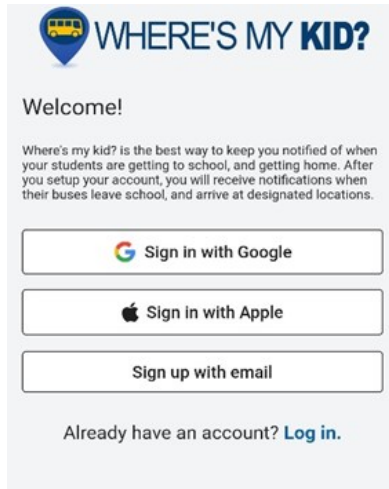 WHERE'S MY KID?
Welcome!
Where's my kid? is the best way to keep you notified of when
your students are getting to school, and getting home. After
you setup your account, you will receive notifications when
their buses leave school, and arrive at designated locations.
Sign in with Google
Sign in with Apple
Sign up with email
Already have an account? Log in.